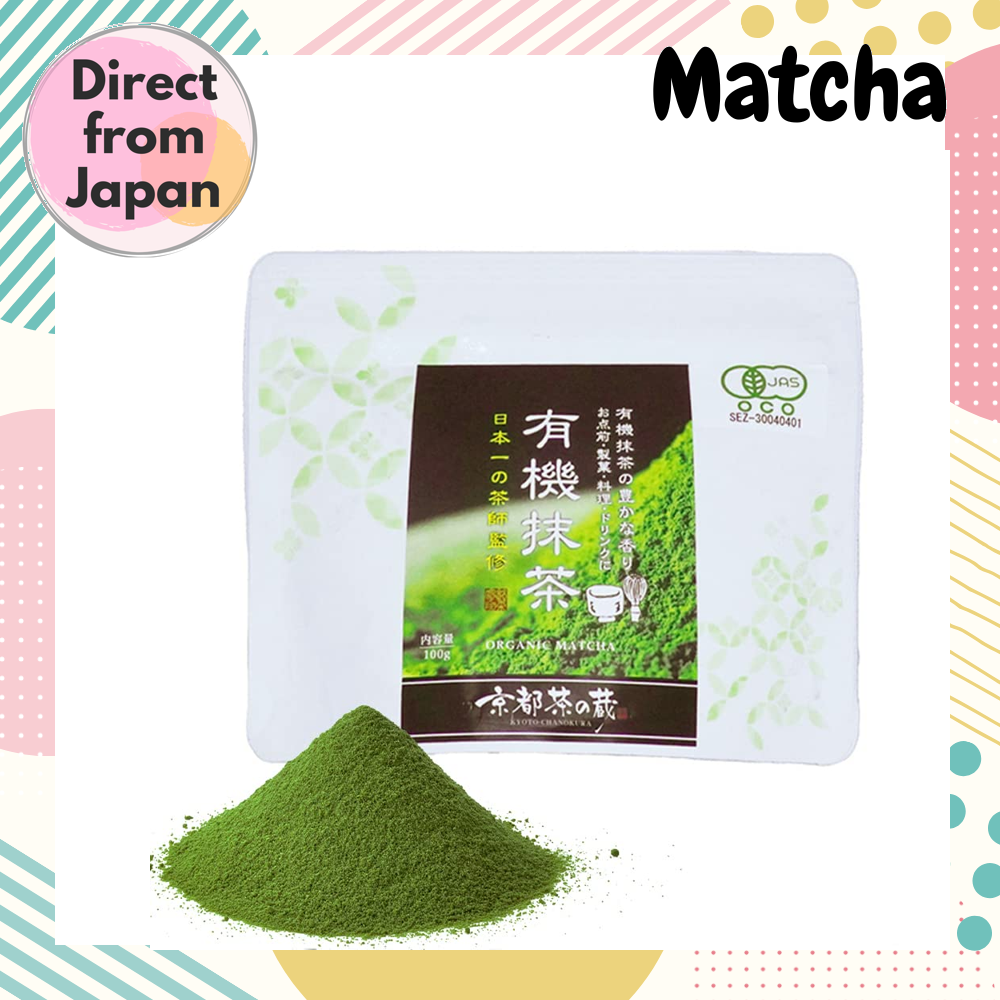 Direct
from
Japan
Matcha
JAS
OCO
SEZ-30040401
有機抹茶の豊かな香り
お点前・製菓・料理・ドリンクに
有機抹茶
日本一の茶師監修
内容量
100g
ORGANIC MATCHA
京都茶の蔵
KYOTO CHANOKURA